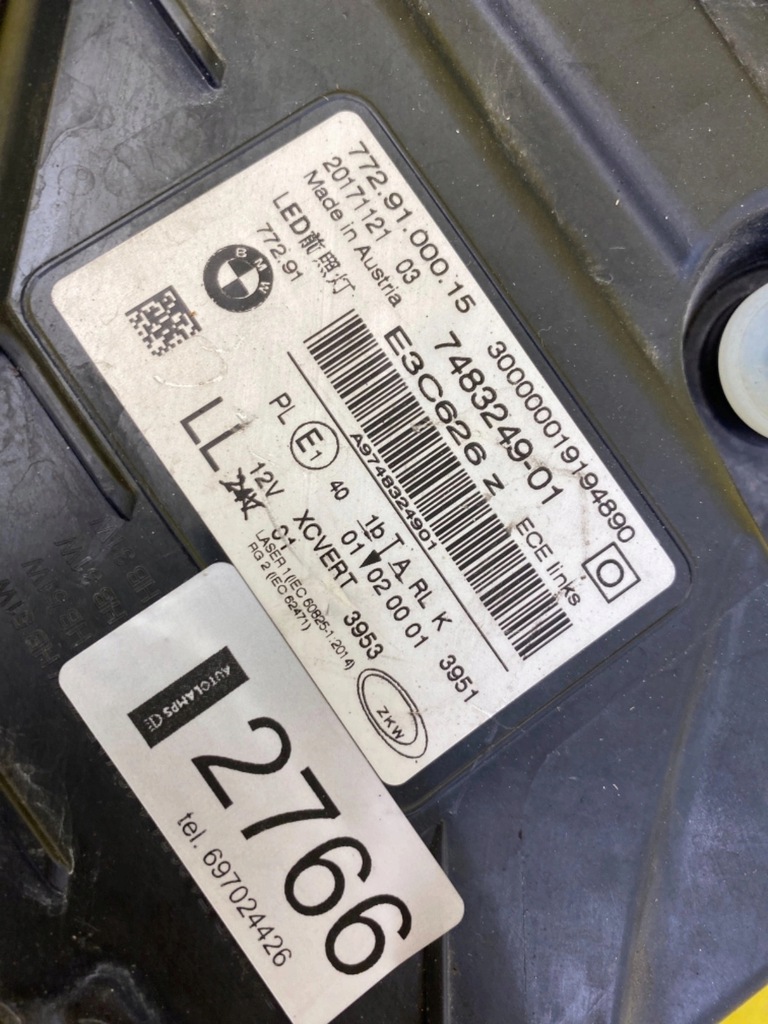 772.91.000.15
20171121 03
Made in Austria
30000019194890
LED前照灯
772.91
BMW
7483249-01
E3C626 Z
ECE links
A9748324901
LL
PL
E1
40
1b T A RL K
01 02 00 01
12V
XCVERT
3953
3951
LASER 1 (IEC 60825-1:2014)
RG 2 (IEC 62471)
ZKW
AUTOLAMPS
2766
tel. 697024426